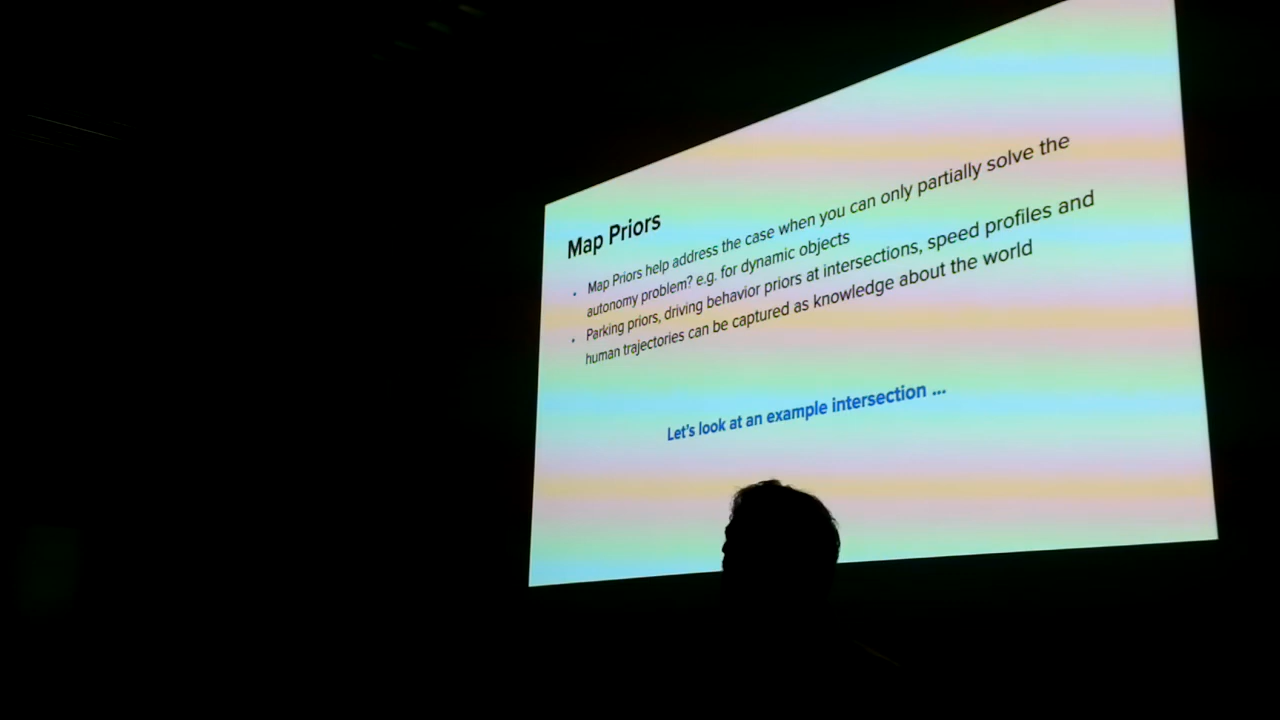 Map Priors
• Map Priors help address the case when you can only partially solve the
autonomy problem? e.g. for dynamic objects
• Parking priors, driving behavior priors at intersections, speed profiles and
human trajectories can be captured as knowledge about the world
Let's look at an example intersection ...